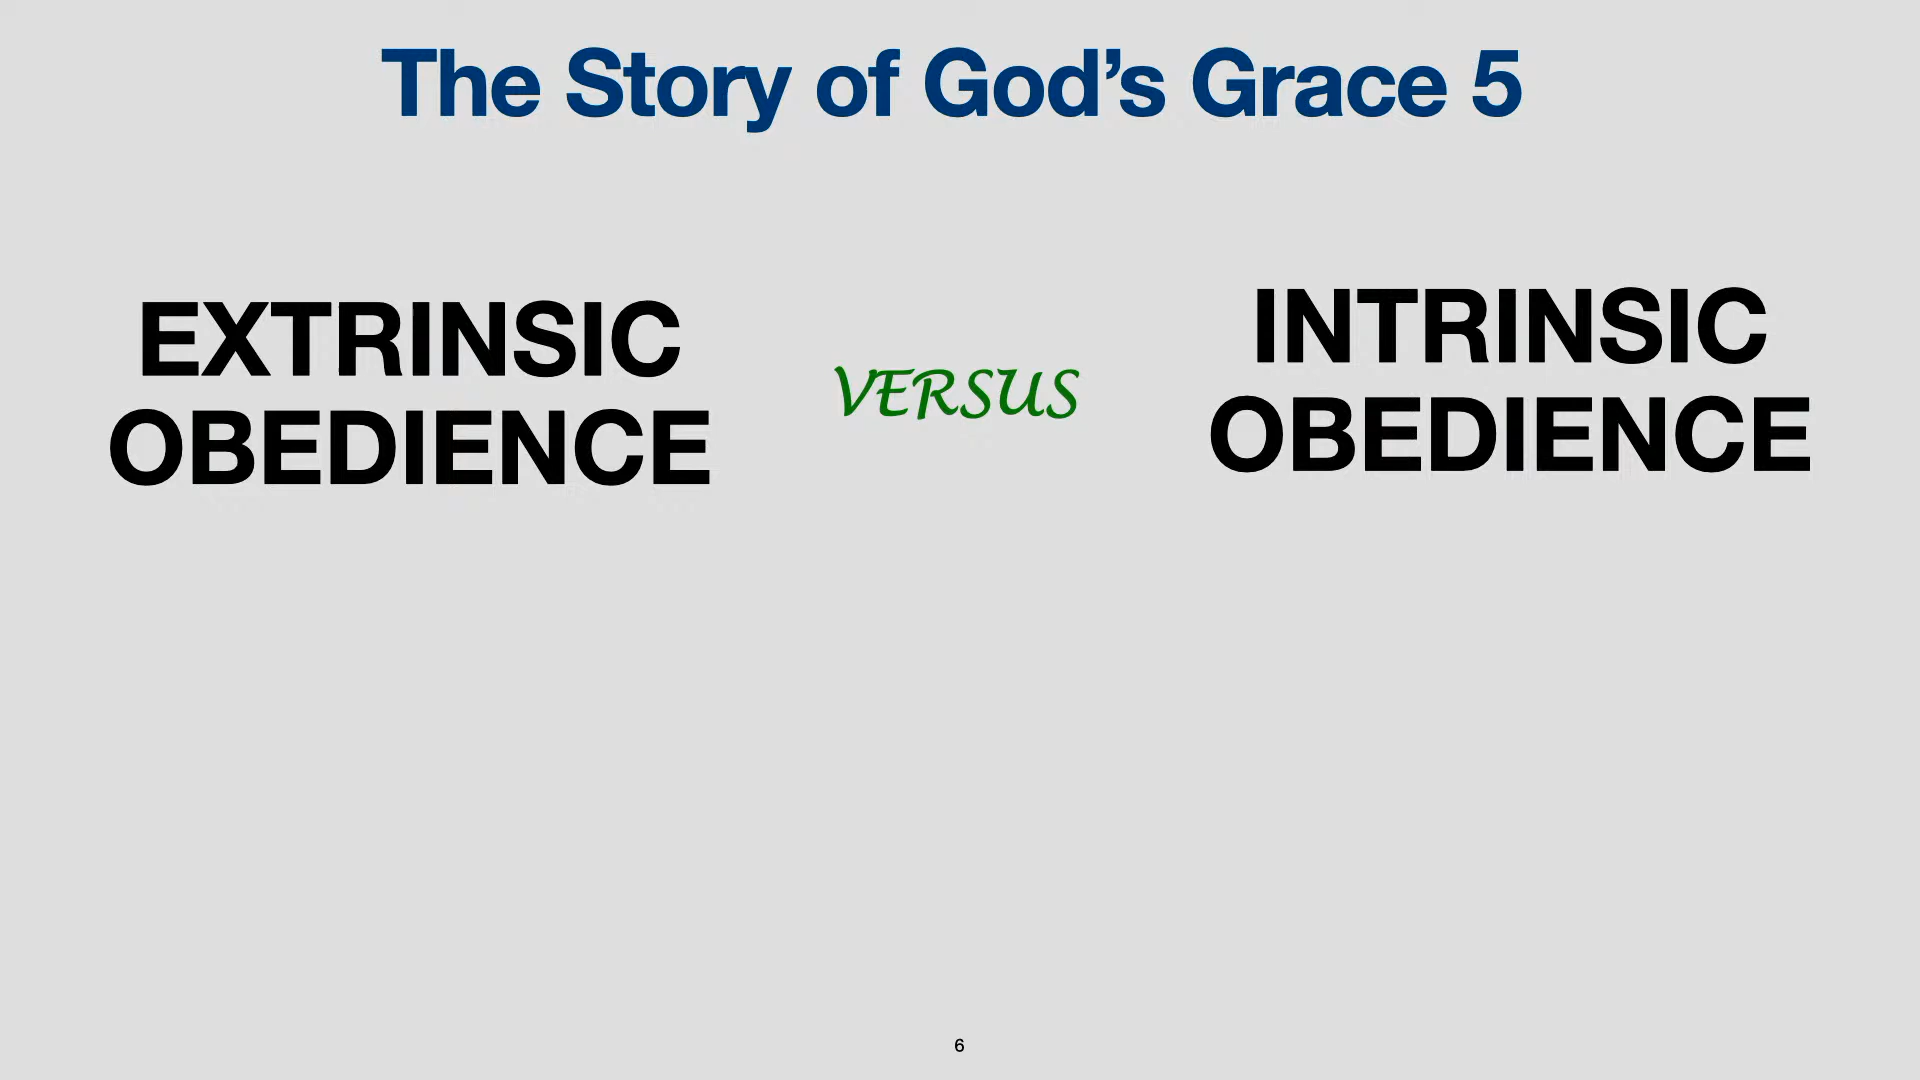 The Story of God’s Grace 5
EXTRINSIC
OBEDIENCE
VERSUS
INTRINSIC
OBEDIENCE
6